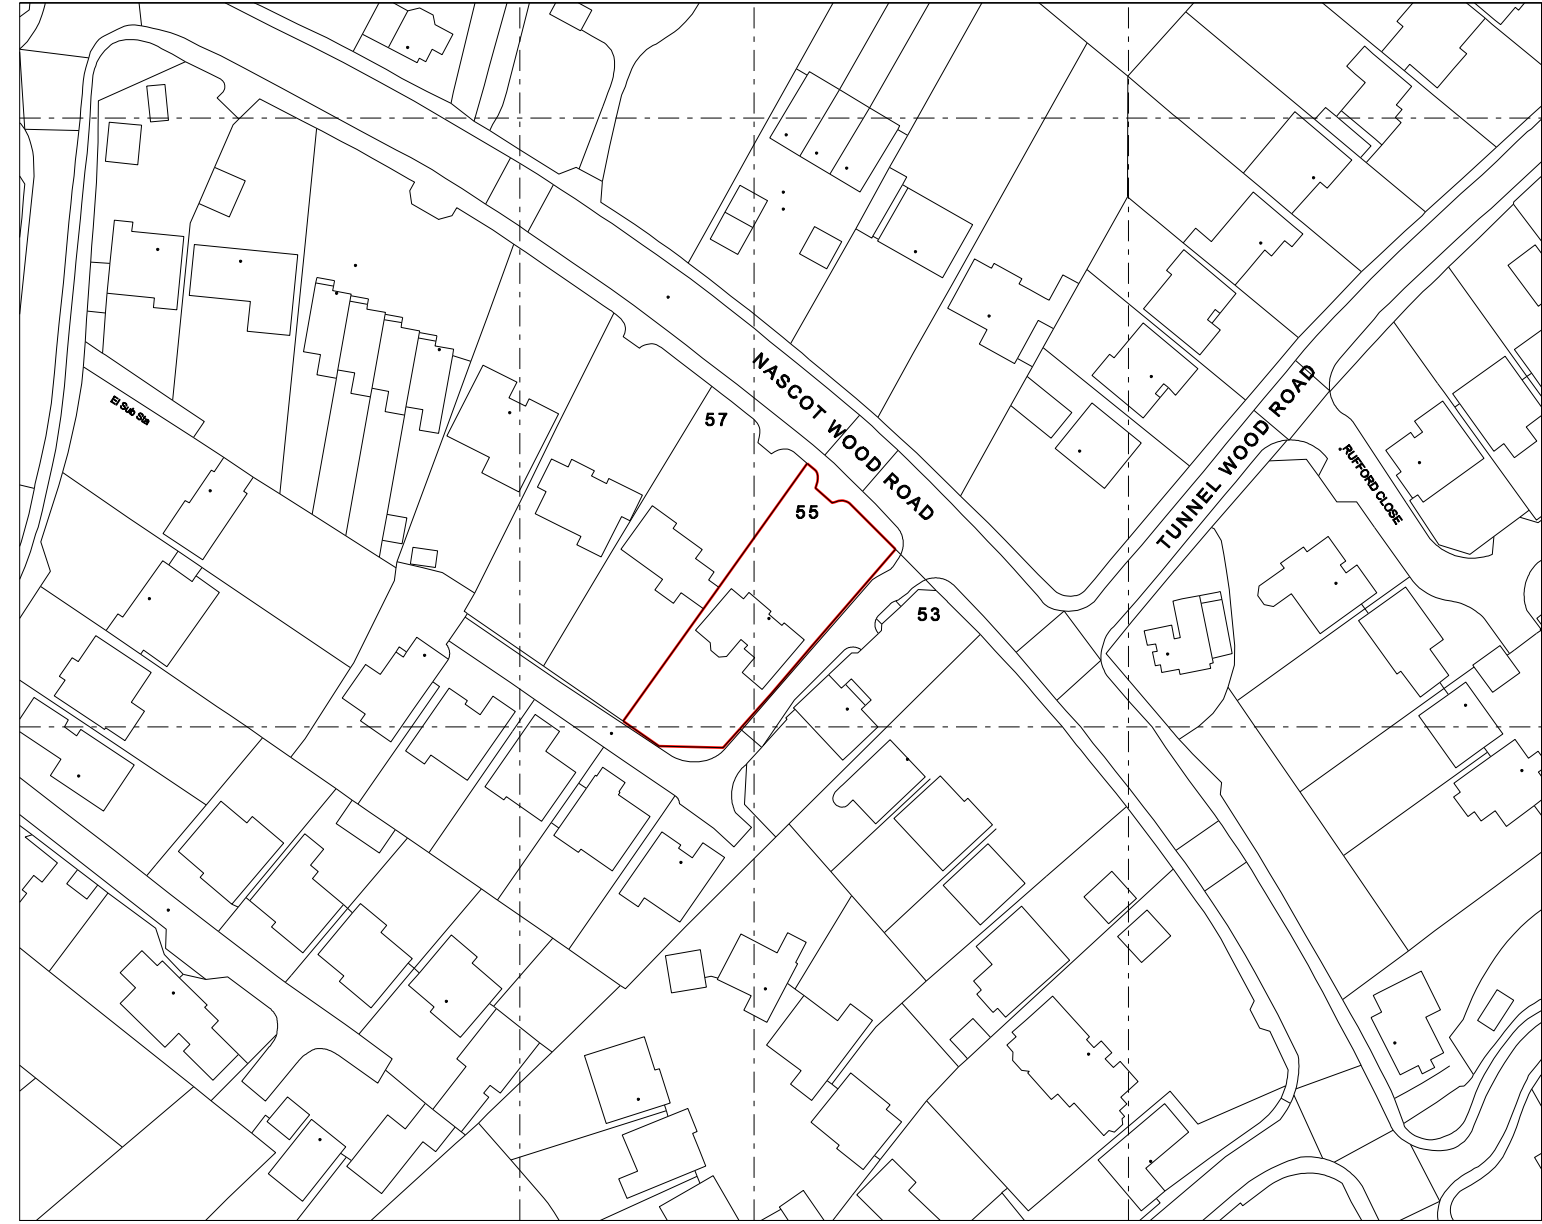 NASCOT WOOD ROAD
TUNNEL WOOD ROAD
El Sub Sta
57
RUFFORD CLOSE
55
53